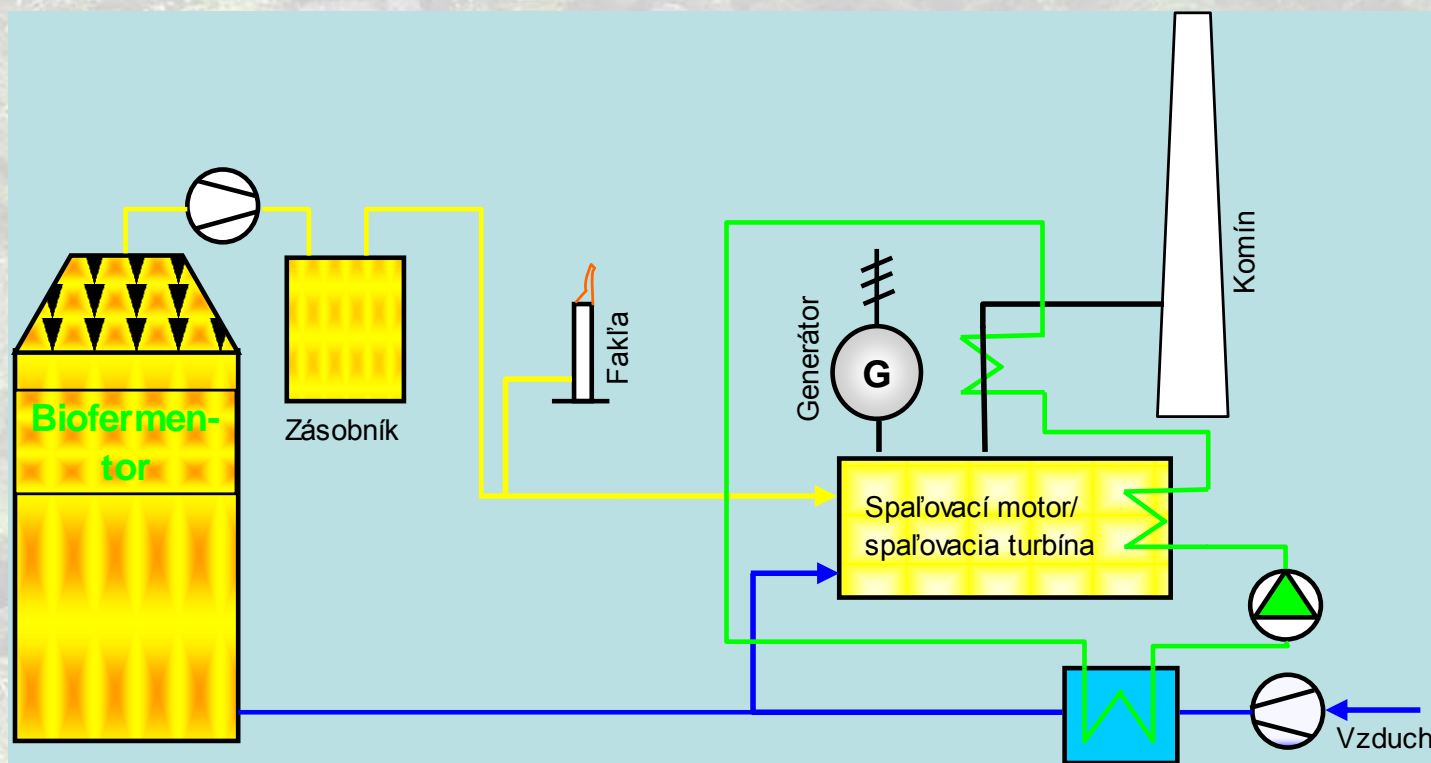 Biofermen-
tor
Zásobník
Fakľa
Generátor
G
Komín
Spaľovací motor/
spaľovacia turbína
Vzduch